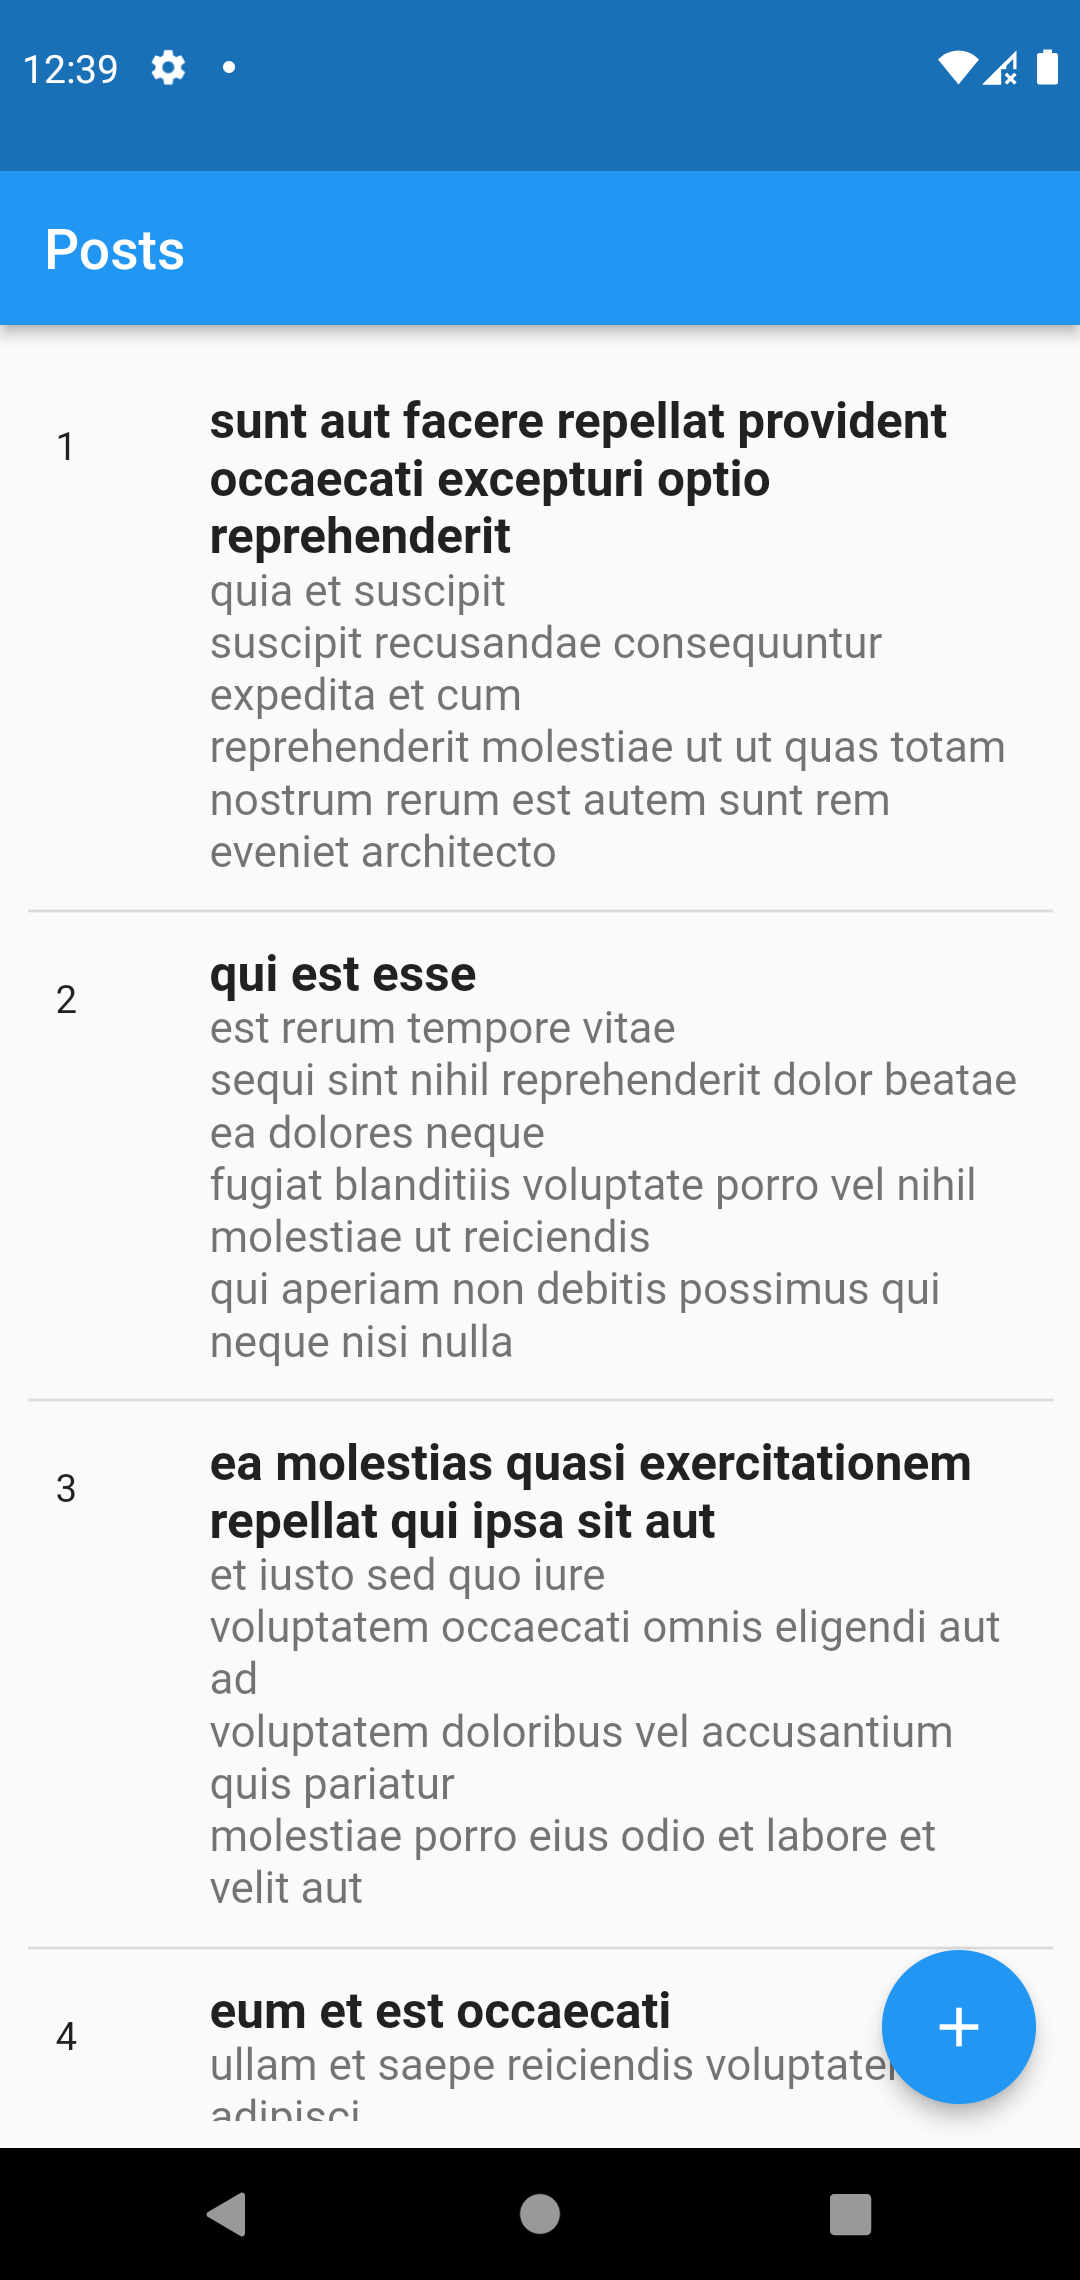 12:39
Posts
1
sunt aut facere repellat provident
occaecati excepturi optio
reprehenderit
quia et suscipit
suscipit recusandae consequuntur
expedita et cum
reprehenderit molestiae ut ut quas totam
nostrum rerum est autem sunt rem
eveniet architecto
2
qui est esse
est rerum tempore vitae
sequi sint nihil reprehenderit dolor beatae
ea dolores neque
fugiat blanditiis voluptate porro vel nihil
molestiae ut reiciendis
qui aperiam non debitis possimus qui
neque nisi nulla
3
ea molestias quasi exercitationem
repellat qui ipsa sit aut
et iusto sed quo iure
voluptatem occaecati omnis eligendi aut
ad
voluptatem doloribus vel accusantium
quis pariatur
molestiae porro eius odio et labore et
velit aut
4
eum et est occaecati
ullam et saepe reiciendis
adipisci